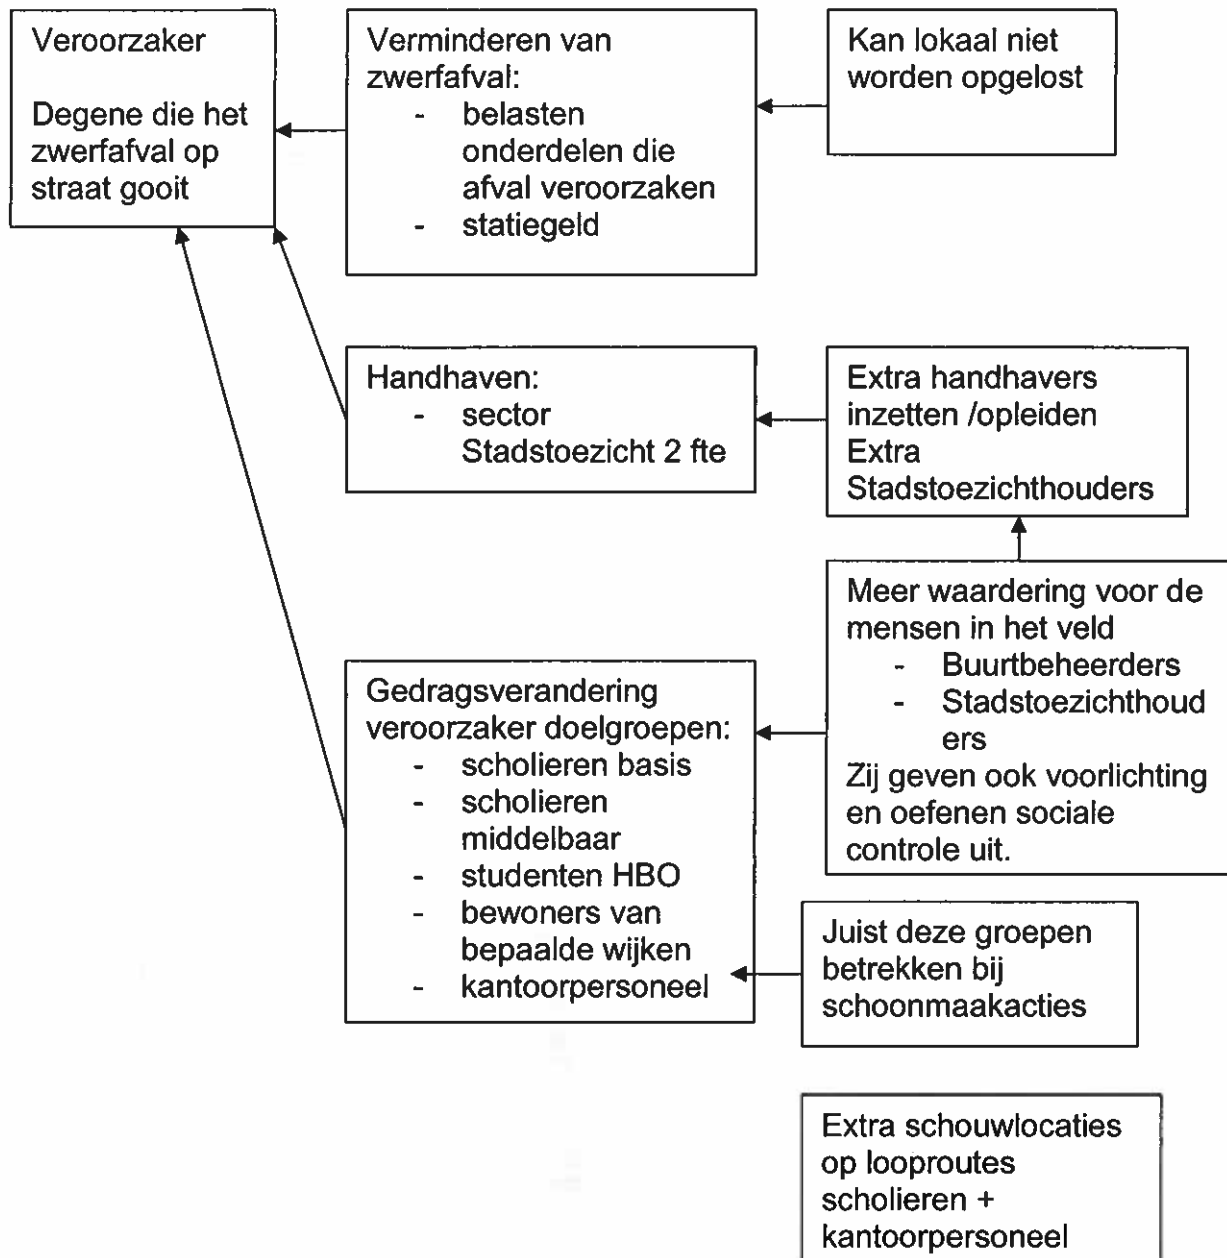 Veroorzaker
Degene die het
zwerfafval op
straat gooit
Verminderen van
zwerfafval:
- belasten
onderdelen die
afval veroorzaken
- statiegeld
Kan lokaal niet
worden opgelost
Handhaven:
- sector
Stadstoezicht 2 fte
Extra handhavers
inzetten /opleiden
Extra
Stadstoezichthouders
Meer waardering voor de
mensen in het veld
- Buurtbeheerders
- Stadstoezichthoud
ers
Zij geven ook voorlichting
en oefenen sociale
controle uit.
Gedragsverandering
veroorzaker doelgroepen:
- scholieren basis
- scholieren
middelbaar
- studenten HBO
- bewoners van
bepaalde wijken
- kantoorpersoneel
Juist deze groepen
betrekken bij
schoonmaakacties
Extra schouwlocaties
op looproutes
scholieren +
kantoorpersoneel